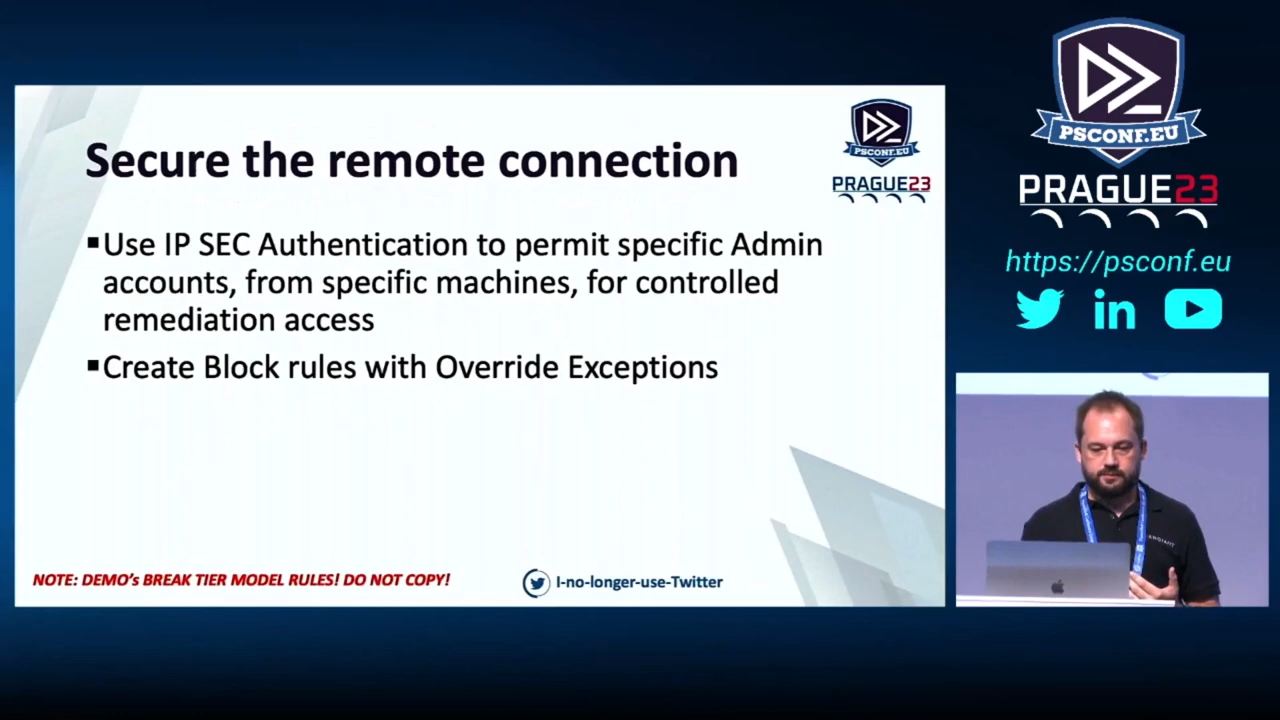 Secure the remote connection
PSCONF.EU
PRAGUE23
▪Use IP SEC Authentication to permit specific Admin
accounts, from specific machines, for controlled
remediation access
▪Create Block rules with Override Exceptions
NOTE: DEMO's BREAK TIER MODEL RULES! DO NOT COPY!
I-no-longer-use-Twitter
PSCONF.EU
PRAGUE23
https://psconf.eu
in